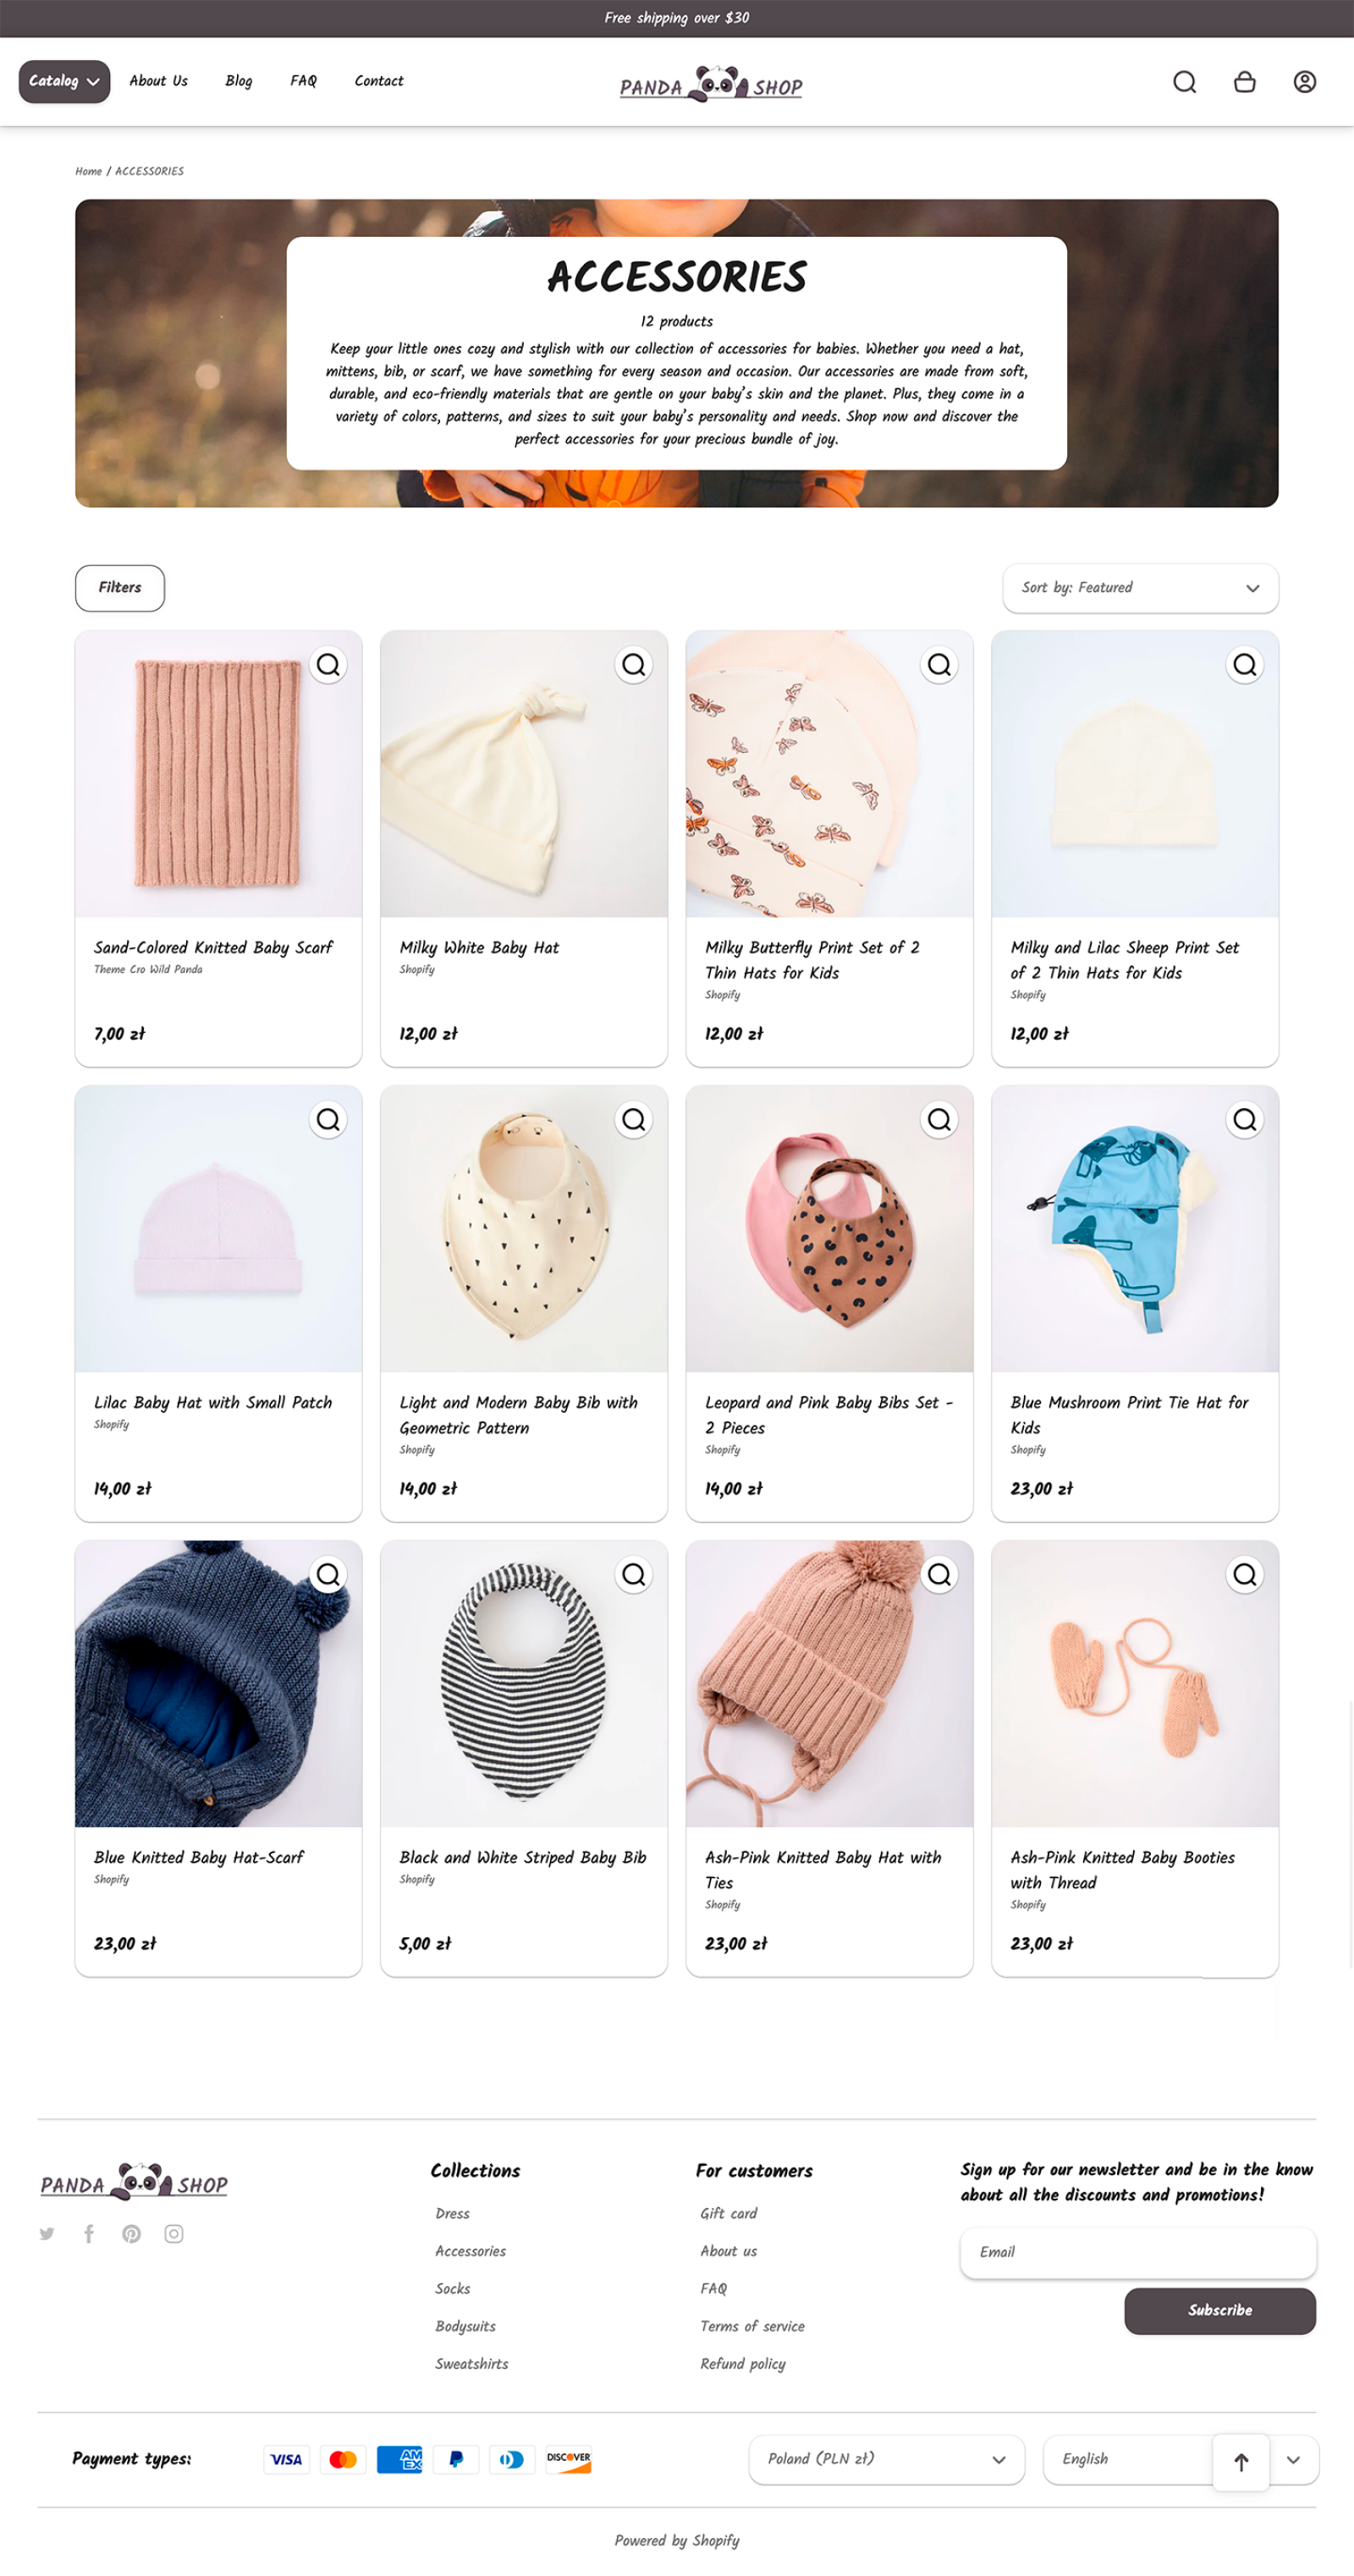 Free shipping over $30
Catalog
About Us
Blog
FAQ
Contact
PANDA SHOP
Home / ACCESSORIES
ACCESSORIES
12 products
Keep your little ones cozy and stylish with our collection of accessories for babies. Whether you need a hat,
mittens, bib, or scarf, we have something for every season and occasion. Our accessories are made from soft,
durable, and eco-friendly materials that are gentle on your baby's skin and the planet. Plus, they come in a
variety of colors, patterns, and sizes to suit your baby's personality and needs. Shop now and discover the
perfect accessories for your precious bundle of joy.
Filters
Sort by: Featured
Sand-Colored Knitted Baby Scarf
Theme Cro Wild Panda
7,00 zł
Milky White Baby Hat
Shopify
12,00 zł
Milky Butterfly Print Set of 2
Thin Hats for Kids
Shopify
12,00 zł
Milky and Lilac Sheep Print Set
of 2 Thin Hats for Kids
Shopify
12,00 zł
Lilac Baby Hat with Small Patch
Shopify
14,00 zł
Light and Modern Baby Bib with
Geometric Pattern
Shopify
14,00 zł
Leopard and Pink Baby Bibs Set -
2 Pieces
Shopify
14,00 zł
Blue Mushroom Print Tie Hat for
Kids
Shopify
23,00 zł
Blue Knitted Baby Hat-Scarf
Shopify
23,00 zł
Black and White Striped Baby Bib
Shopify
5,00 zł
Ash-Pink Knitted Baby Hat with
Ties
Shopify
23,00 zł
Ash-Pink Knitted Baby Booties
with Thread
Shopify
23,00 zł
PANDA SHOP
Collections
Dress
Accessories
Socks
Bodysuits
Sweatshirts
For customers
Gift card
About us
FAQ
Terms of service
Refund policy
Sign up for our newsletter and be in the know
about all the discounts and promotions!
Email
Subscribe
Payment types:
VISA
AM
EX
DISCOVER
Poland (PLN zł)
English
Powered by Shopify